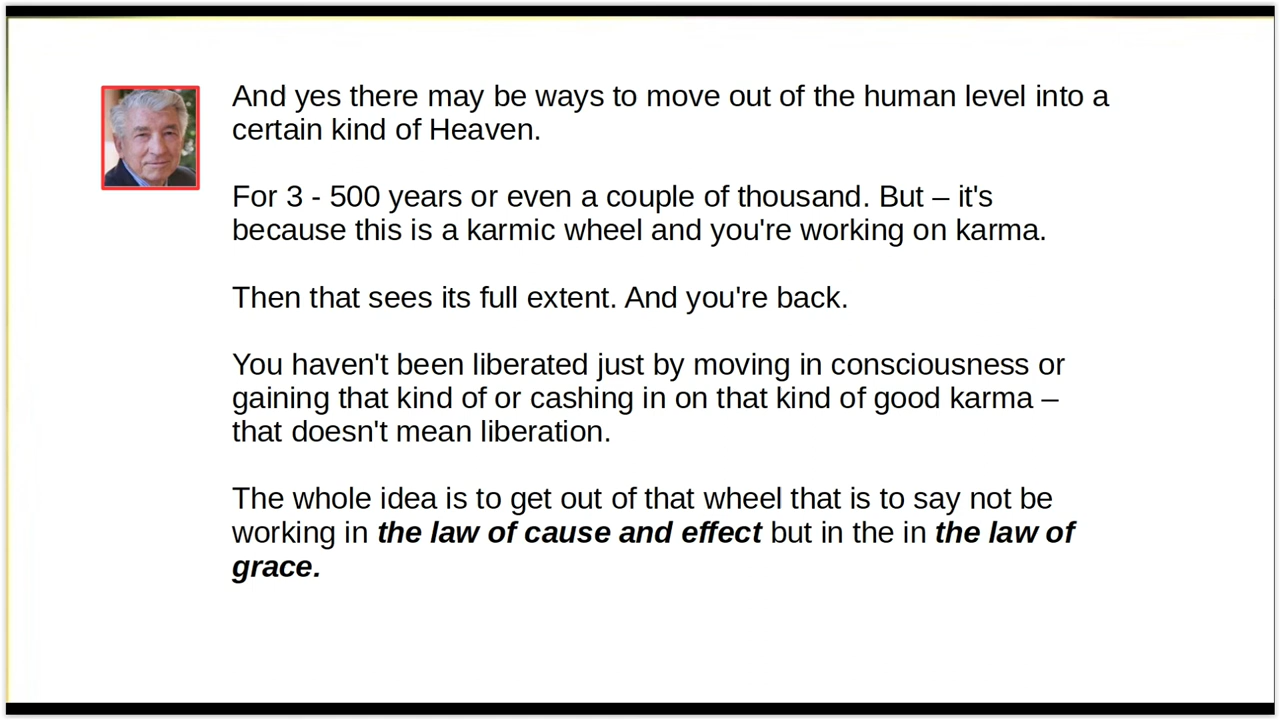 And yes there may be ways to move out of the human level into a
certain kind of Heaven.
For 3 - 500 years or even a couple of thousand. But – it's
because this is a karmic wheel and you're working on karma.
Then that sees its full extent. And you're back.
You haven't been liberated just by moving in consciousness or
gaining that kind of or cashing in on that kind of good karma –
that doesn't mean liberation.
The whole idea is to get out of that wheel that is to say not be
working in the law of cause and effect but in the in the law of
grace.